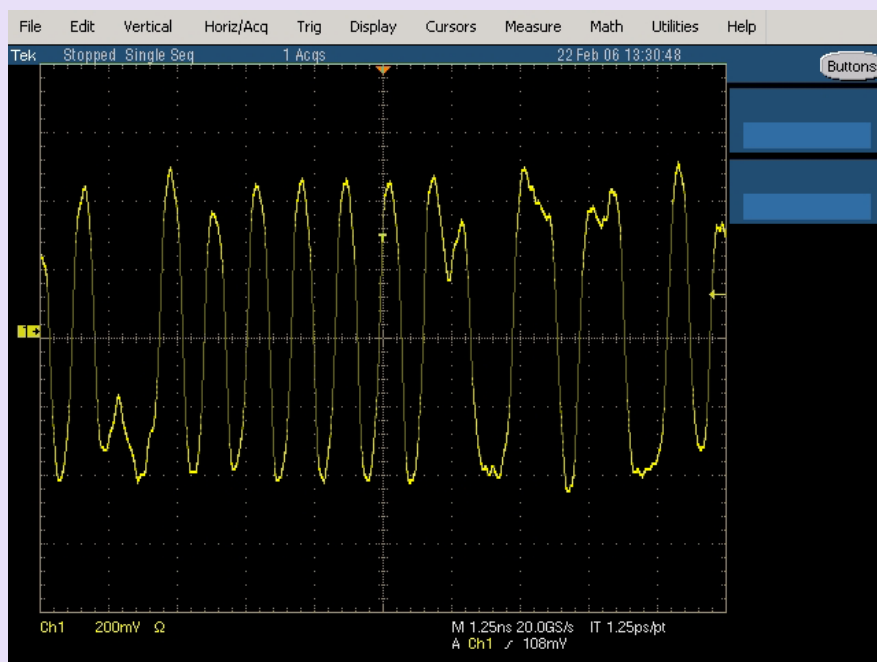 File Edit Vertical Horiz/Acq Trig Display Cursors Measure Math Utilities Help
Tek Stopped Single Seq 1 Acqs 22 Feb 06 13:30:48
Buttons
T
1
Ch1 200mV Ω M 1.25ns 20.0GS/s IT 1.25ps/pt
A Ch1 108mV